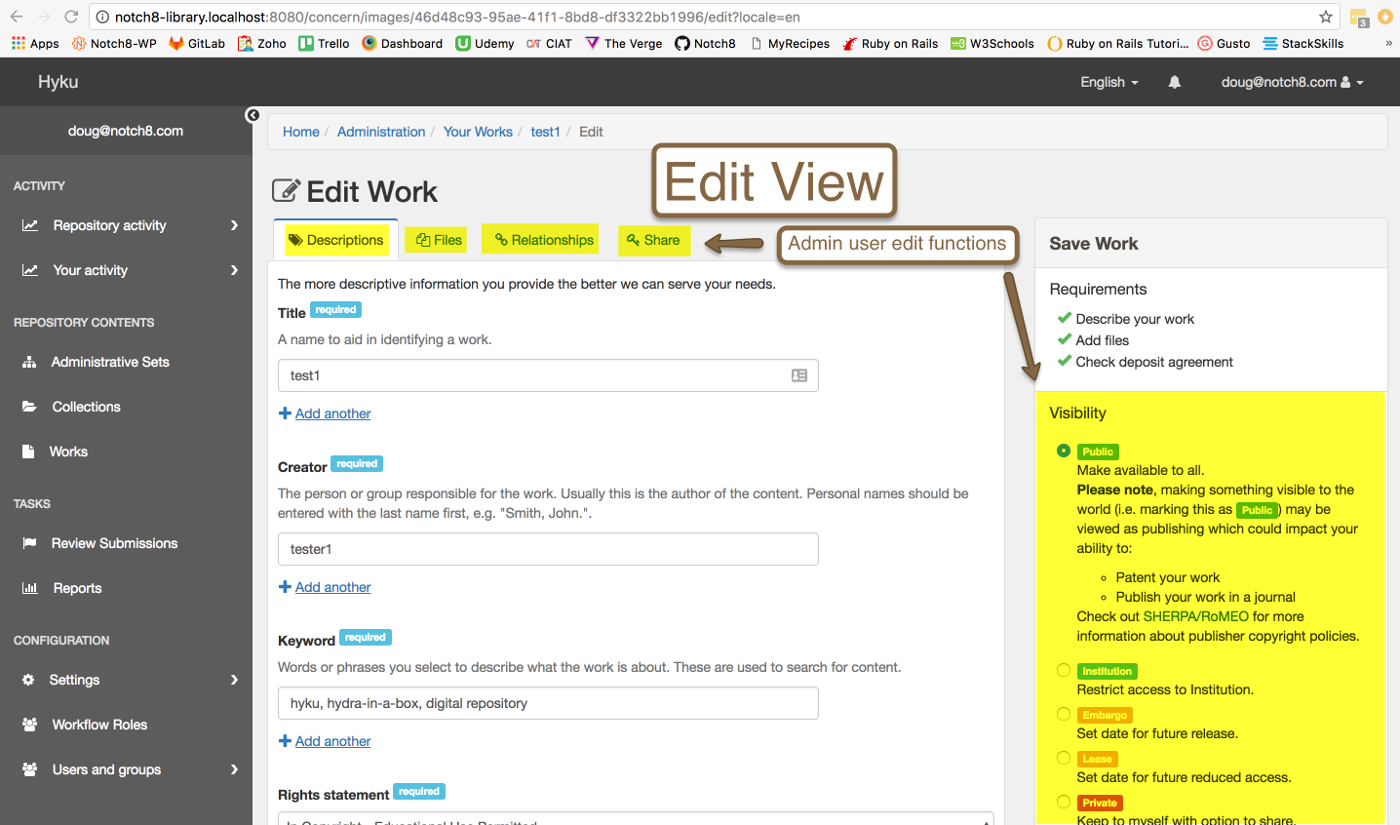 notch8-library.localhost:8080/concern/images/46d48c93-95ae-41f1-8bd8-df3322bb1996/edit?locale=en
3
Apps Notch8-WP GitLab Zoho Trello Dashboard Udemy CIAT The Verge Notch8 MyRecipes Ruby on Rails W3Schools Ruby on Rails Tutori... Gusto StackSkills »
Hyku
English
doug@notch8.com
doug@notch8.com
ACTIVITY
Repository activity
Your activity
REPOSITORY CONTENTS
Administrative Sets
Collections
Works
TASKS
Review Submissions
Reports
CONFIGURATION
Settings
Workflow Roles
Users and groups
Home / Administration / Your Works / test1 / Edit
Edit View
Edit Work
Descriptions Files Relationships Share
Admin user edit functions
The more descriptive information you provide the better we can serve your needs.
Title required
A name to aid in identifying a work.
test1
+ Add another
Creator required
The person or group responsible for the work. Usually this is the author of the content. Personal names should be
entered with the last name first, e.g. "Smith, John.".
tester1
+ Add another
Keyword required
Words or phrases you select to describe what the work is about. These are used to search for content.
hyku, hydra-in-a-box, digital repository
+ Add another
Rights statement required
In Copyright - Educational Use Permitted
Save Work
Requirements
Describe your work
Add files
Check deposit agreement
Visibility
Public
Make available to all.
Please note, making something visible to the
world (i.e. marking this as Public) may be
viewed as publishing which could impact your
ability to:
Patent your work
Publish your work in a journal
Check out SHERPA/RoMEO for more
information about publisher copyright policies.
Institution
Restrict access to Institution.
Embargo
Set date for future release.
Lease
Set date for future reduced access.
Private
Keep to myself with option to share.